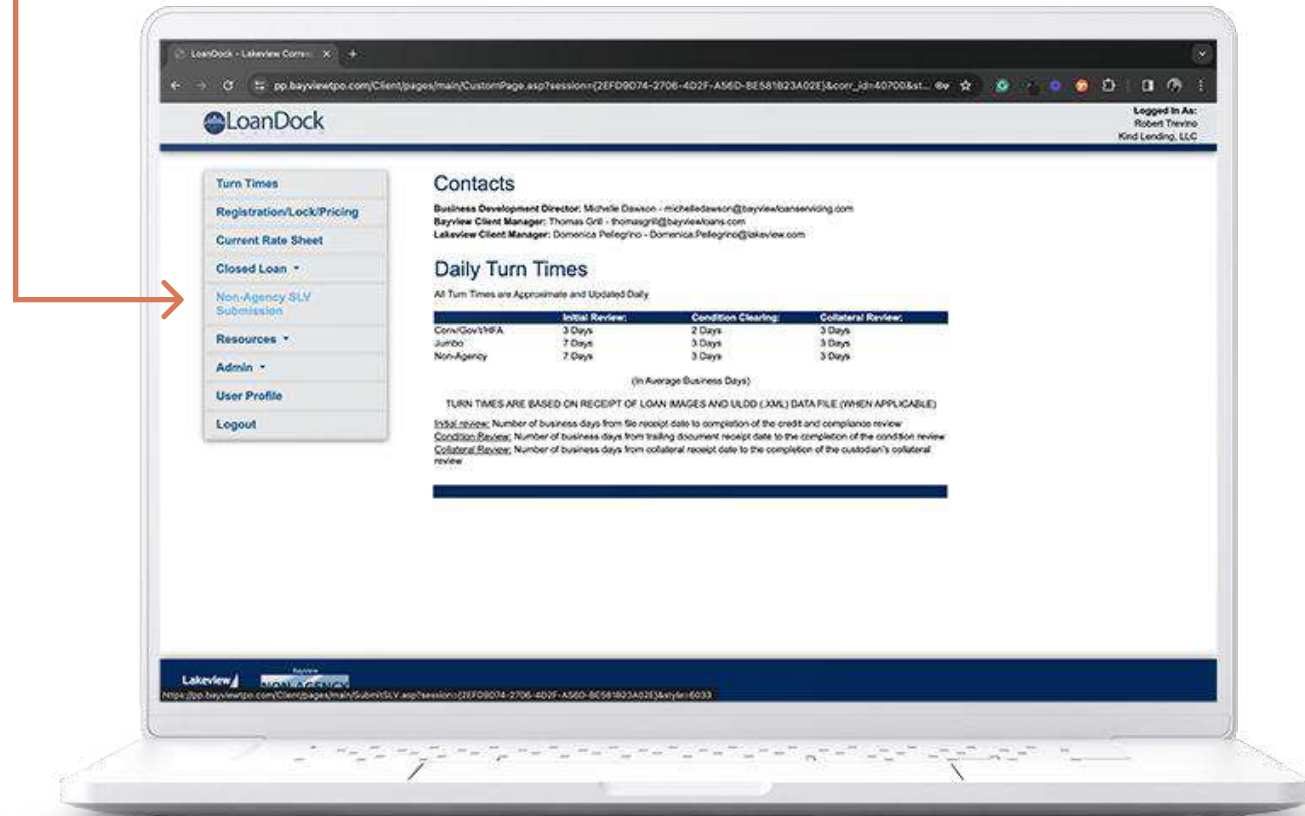 LoanDock - Lakeview Corre
pp.bayviewtpo.com/Client/pages/main/CustomPage.asp?session={2EFD9D74-2706-4D2F-A56D-8E581B23A02E}&corr_id=40700&st...
LoanDock
Logged In As:
Robert Trevino
Kind Lending, LLC
Turn Times
Registration/Lock/Pricing
Current Rate Sheet
Closed Loan
Non-Agency SLV
Submission
Resources
Admin
User Profile
Logout
Contacts
Business Development Director: Michelle Dawson - michelledawson@bayviewloanservicing.com
Bayview Client Manager: Thomas Grill - thomasgrill@bayviewloans.com
Lakeview Client Manager: Domenica Pellegrino - Domenica.Pellegrino@lakeview.com
Daily Turn Times
All Turn Times are Approximate and Updated Daily
Initial Review: Condition Clearing: Collateral Review:
Conv/Govt/HFA 3 Days 2 Days 3 Days
Jumbo 7 Days 3 Days 3 Days
Non-Agency 7 Days 3 Days 3 Days
(In Average Business Days)
TURN TIMES ARE BASED ON RECEIPT OF LOAN IMAGES AND ULDD (.XML) DATA FILE (WHEN APPLICABLE)
Initial review: Number of business days from file receipt date to completion of the credit and compliance review
Condition Review: Number of business days from trailing document receipt date to the completion of the condition review
Collateral Review: Number of business days from collateral receipt date to the completion of the custodian's collateral
review
Lakeview
Bayview
NON-AGENCY
https://pp.bayviewtpo.com/Client/pages/main/SubmitSLV.asp?session={2EFD9D74-2706-4D2F-A56D-8E581B23A02E}&style=6033